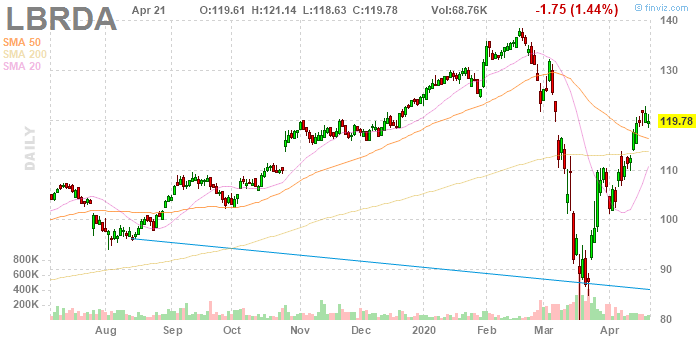 LBRDA Apr 21 O:119.61 H:121.14 L:118.63 C:119.78 Vol:68.76K -1.75 (1.44%)
© finviz.com
SMA 50
SMA 200
SMA 20
DAILY
140
130
119.78
110
100
90
80
800K
600K
400K
200K
Aug Sep Oct Nov Dec 2020 Feb Mar Apr